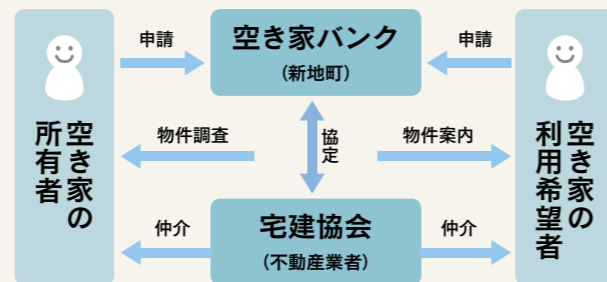 空き家の
所有者
申請
空き家バンク
(新地町)
申請
物件調査
協定
物件案内
仲介
宅建協会
(不動産業者)
仲介
空き家の
利用希望者